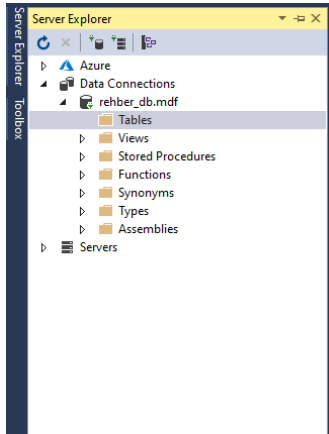 Server Explorer
Toolbox
Server Explorer
Azure
Data Connections
rehber_db.mdf
Tables
Views
Stored Procedures
Functions
Synonyms
Types
Assemblies
Servers